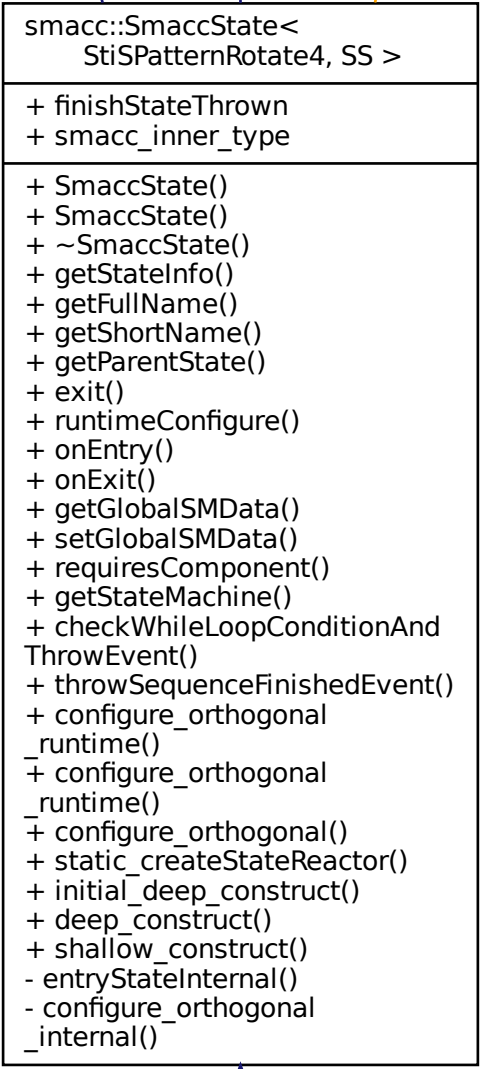 smacc::SmaccState<
StiSPatternRotate4, SS >
+ finishStateThrown
+ smacc_inner_type
+ SmaccState()
+ SmaccState()
+ ~SmaccState()
+ getStateInfo()
+ getFullName()
+ getShortName()
+ getParentState()
+ exit()
+ runtimeConfigure()
+ onEntry()
+ onExit()
+ getGlobalSMData()
+ setGlobalSMData()
+ requiresComponent()
+ getStateMachine()
+ checkWhileLoopConditionAnd
ThrowEvent()
+ throwSequenceFinishedEvent()
+ configure_orthogonal
_runtime()
+ configure_orthogonal
_runtime()
+ configure_orthogonal()
+ static_createStateReactor()
+ initial_deep_construct()
+ deep_construct()
+ shallow_construct()
- entryStateInternal()
- configure_orthogonal
_internal()